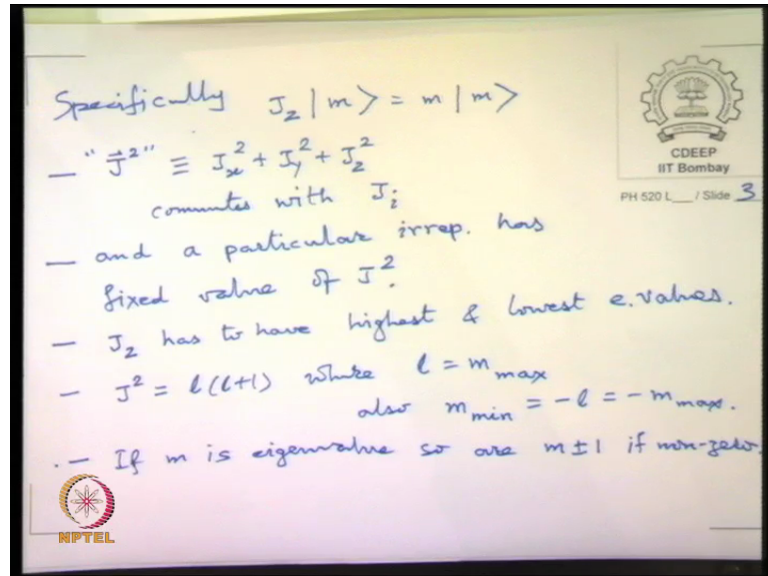 Specifically J_z |m> = m |m>
— "J⃗²" ≡ J_x² + J_y² + J_z²
commutes with J_i
— and a particular irrep. has
fixed value of J².
— J_z has to have highest & lowest e.values.
— J² = l(l+1) where l = m_max
also m_min = -l = -m_max.
— If m is eigenvalue so are m±1 if non-zero.
CDEEP
IIT Bombay
PH 520 L___ / Slide 3
NPTEL